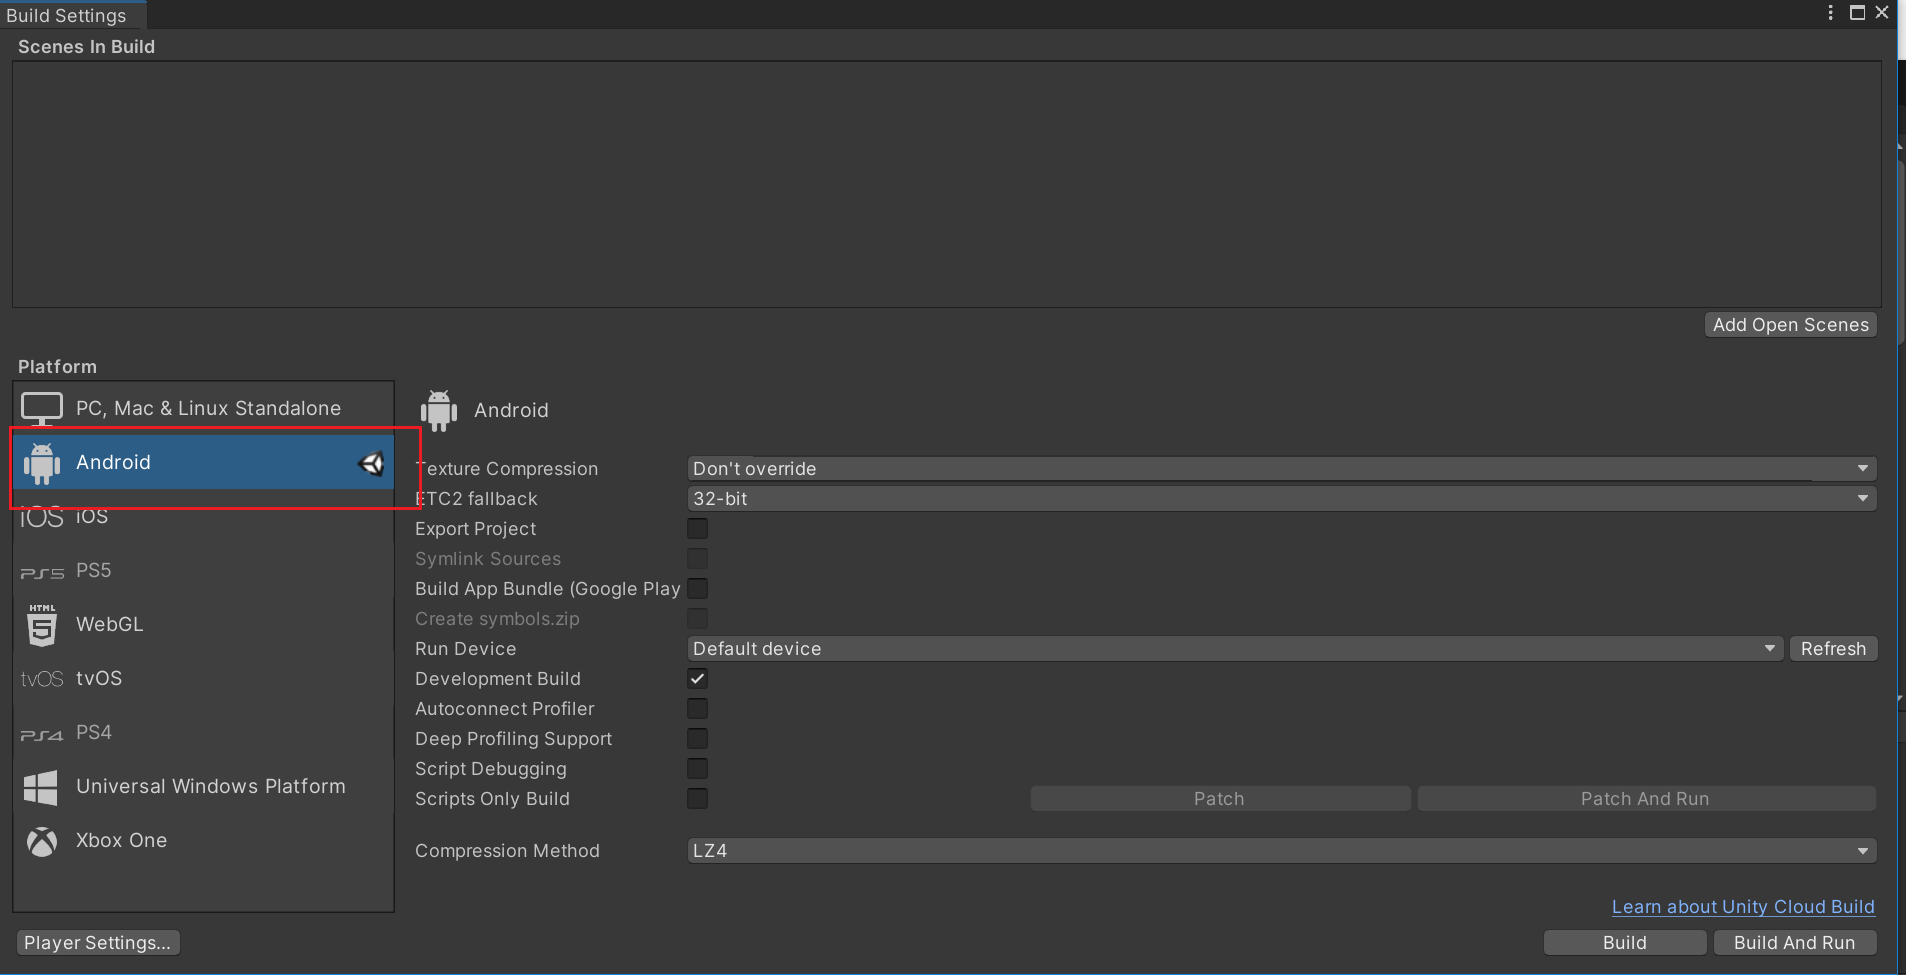 Build Settings
Scenes In Build
Add Open Scenes
Platform
PC, Mac & Linux Standalone
Android
iOS iOS
PS5 PS5
HTML
5 WebGL
tvOS tvOS
PS4 PS4
Universal Windows Platform
Xbox One
Android
Texture Compression Don't override
ETC2 fallback 32-bit
Export Project
Symlink Sources
Build App Bundle (Google Play
Create symbols.zip
Run Device Default device Refresh
Development Build
Autoconnect Profiler
Deep Profiling Support
Script Debugging
Scripts Only Build Patch Patch And Run
Compression Method LZ4
Learn about Unity Cloud Build
Player Settings... Build Build And Run